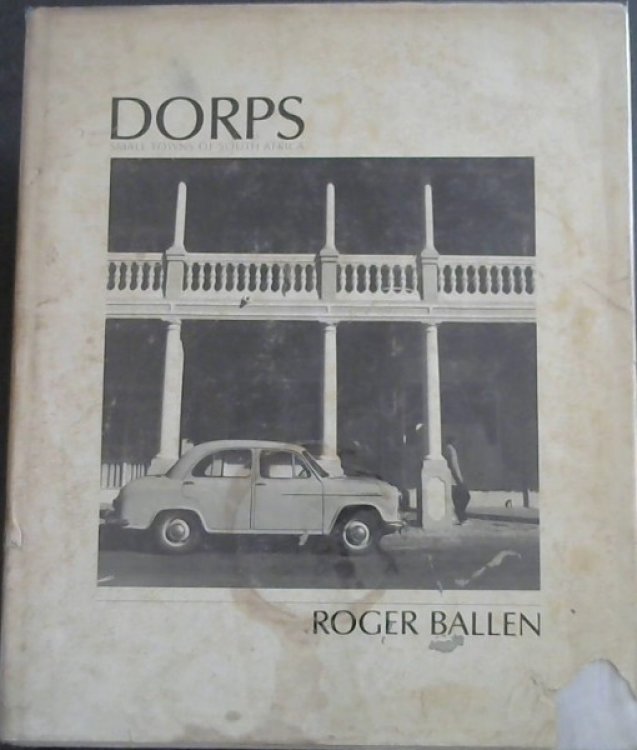 DORPS
SMALL TOWNS OF SOUTH AFRICA
ROGER BALLEN